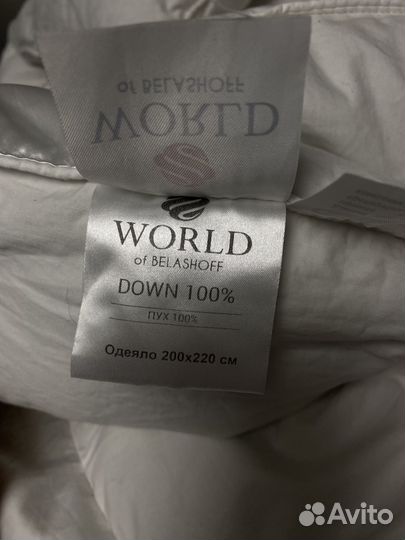 WORLD
of BELASHOFF
WORLD
of BELASHOFF
DOWN 100%
ПУХ 100%
Одеяло 200x220 см
Avito